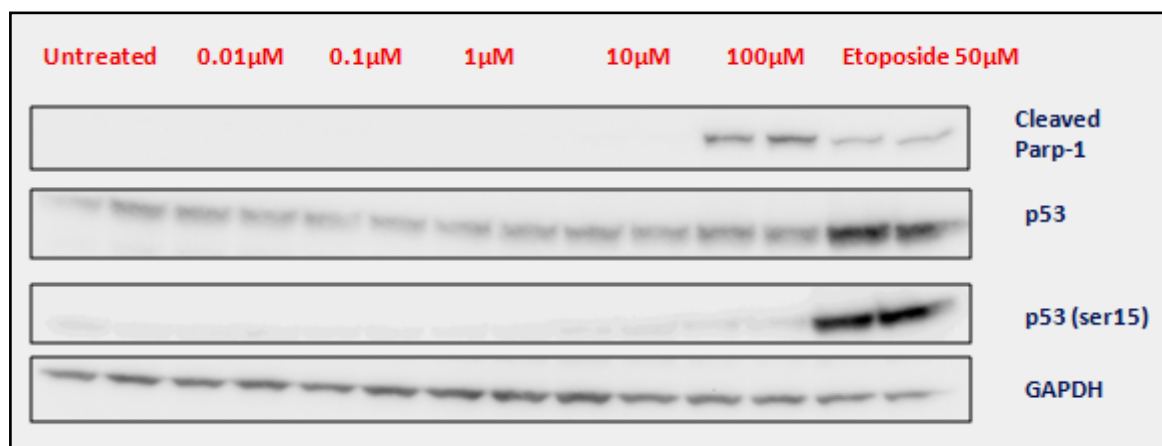 Untreated 0.01µM 0.1µM 1µM 10µM 100µM Etoposide 50µM
Cleaved
Parp-1
p53
p53 (ser15)
GAPDH